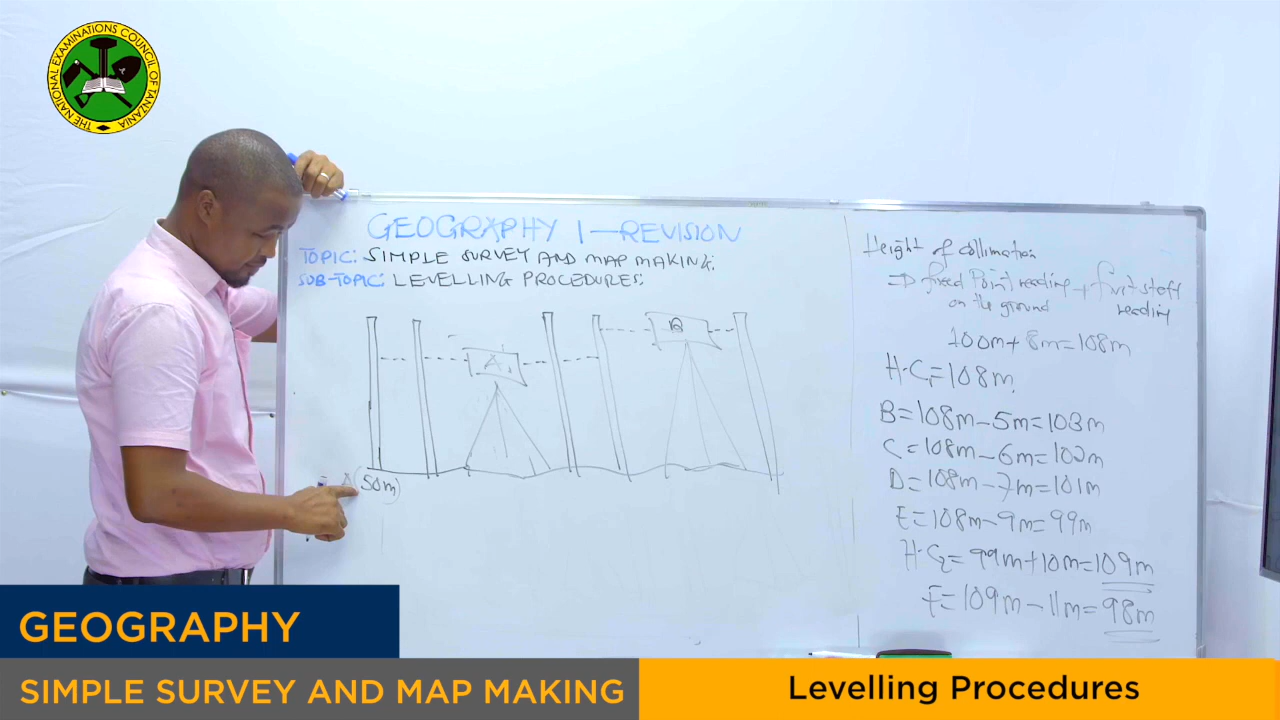 THE NATIONAL EXAMINATIONS COUNCIL OF TANZANIA
GEOGRAPHY 1—REVISION
TOPIC: SIMPLE SURVEY AND MAP MAKING:
SUB-TOPIC: LEVELLING PROCEDURES:
A1
B
A(50m)
Height of collimation
fixed Point reading + first staff
on the ground reading
100m + 8m = 108m
H.C1 = 108m.
B = 108m - 5m = 103m
C = 108m - 6m = 102m
D = 108m - 7m = 101m
E = 108m - 9m = 99m
H.C2 = 99m + 10m = 109m
F = 109m - 11m = 98m
GEOGRAPHY
SIMPLE SURVEY AND MAP MAKING
Levelling Procedures